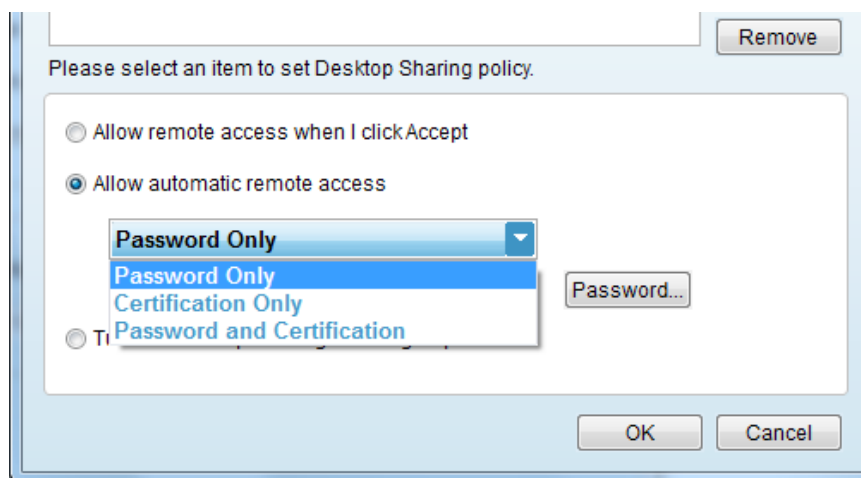 Remove
Please select an item to set Desktop Sharing policy.
Allow remote access when I click Accept
Allow automatic remote access
Password Only
Password Only
Certification Only
Password...
Password and Certification
OK Cancel